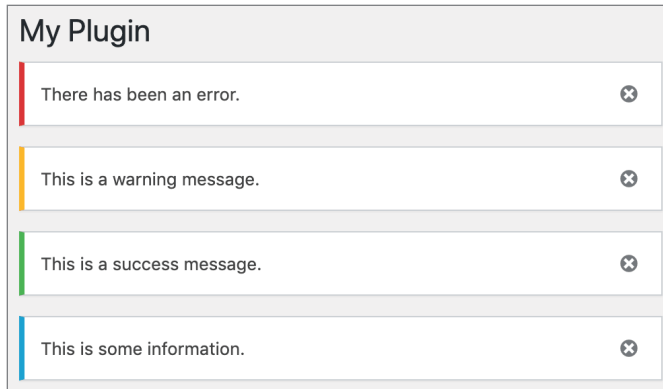 My Plugin
There has been an error.
This is a warning message.
This is a success message.
This is some information.